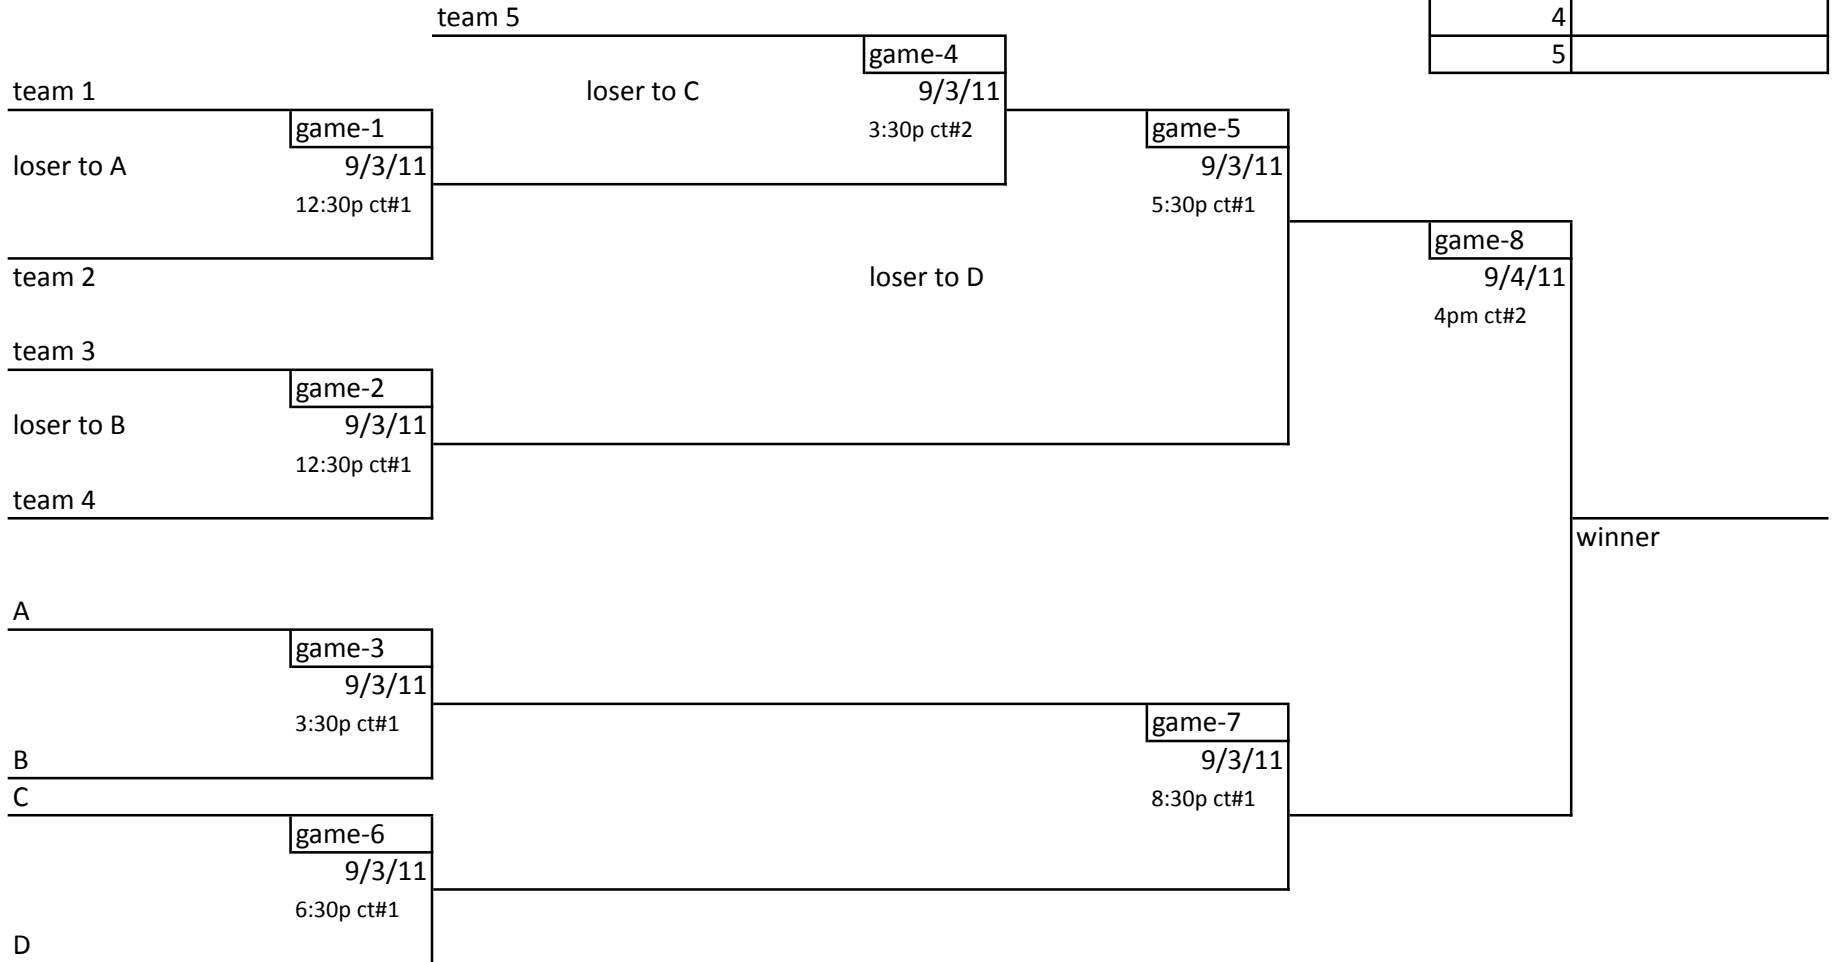 team 5
4
game-4
5
team 1
loser to C
9/3/11
game-1
3:30p ct#2
game-5
loser to A
9/3/11
9/3/11
12:30p ct#1
5:30p ct#1
game-8
team 2
loser to D
9/4/11
4pm ct#2
team 3
game-2
loser to B
9/3/11
12:30p ct#1
team 4
winner
A
game-3
9/3/11
3:30p ct#1
game-7
B
9/3/11
C
8:30p ct#1
game-6
9/3/11
6:30p ct#1
D